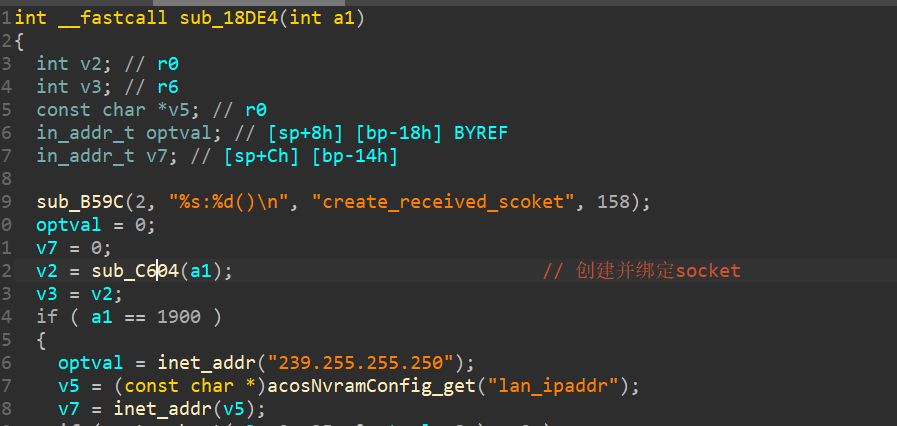 1 int __fastcall sub_18DE4(int a1)
2 {
3 int v2; // r0
4 int v3; // r6
5 const char *v5; // r0
6 in_addr_t optval; // [sp+8h] [bp-18h] BYREF
7 in_addr_t v7; // [sp+Ch] [bp-14h]
8
9 sub_B59C(2, "%s:%d()\n", "create_received_scoket", 158);
0 optval = 0;
1 v7 = 0;
2 v2 = sub_C604(a1); // 创建并绑定socket
3 v3 = v2;
4 if ( a1 == 1900 )
5 {
6 optval = inet_addr("239.255.255.250");
7 v5 = (const char *)acosNvramConfig_get("lan_ipaddr");
8 v7 = inet_addr(v5);